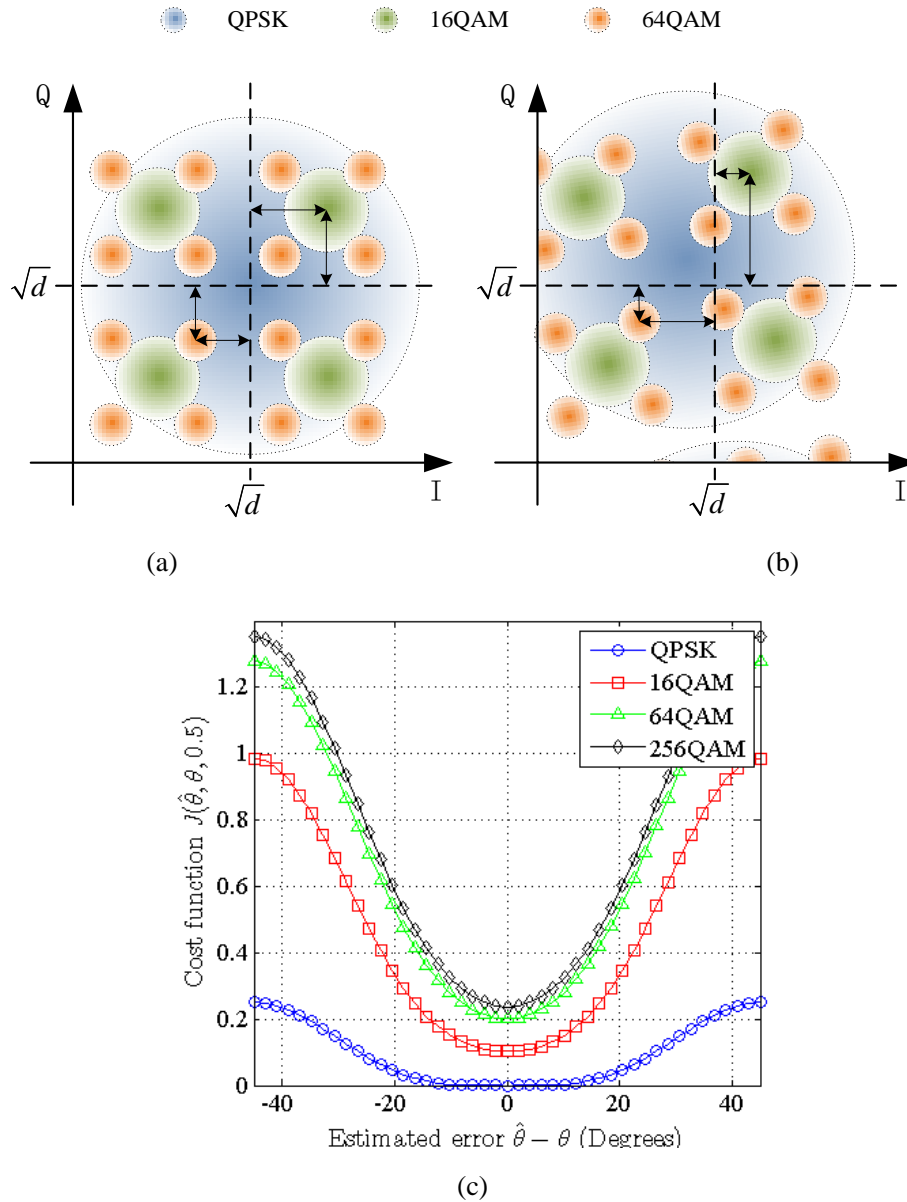 QPSK 16QAM 64QAM
Q Q
√d √d
I I
√d √d
(a) (b)
QPSK
16QAM
64QAM
256QAM
Cost function J(θ̂, θ, 0.5)
1.2
1
0.8
0.6
0.4
0.2
0
-40 -20 0 20 40
Estimated error θ̂ − θ (Degrees)
(c)